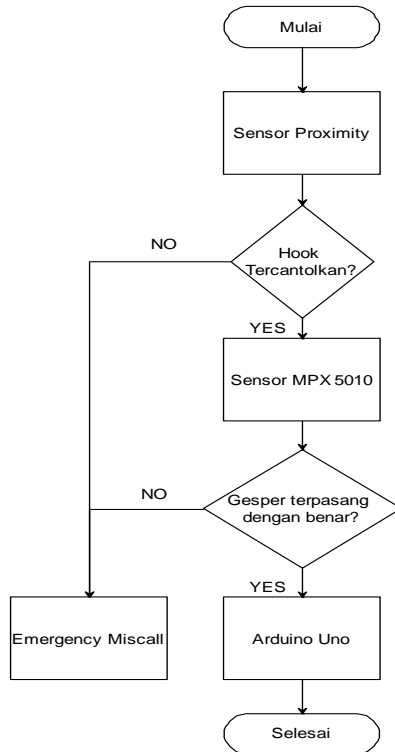 Mulai
Sensor Proximity
NO
Hook
Tercantolkan?
YES
Sensor MPX 5010
NO
Gesper terpasang
dengan benar?
YES
Emergency Miscall
Arduino Uno
Selesai